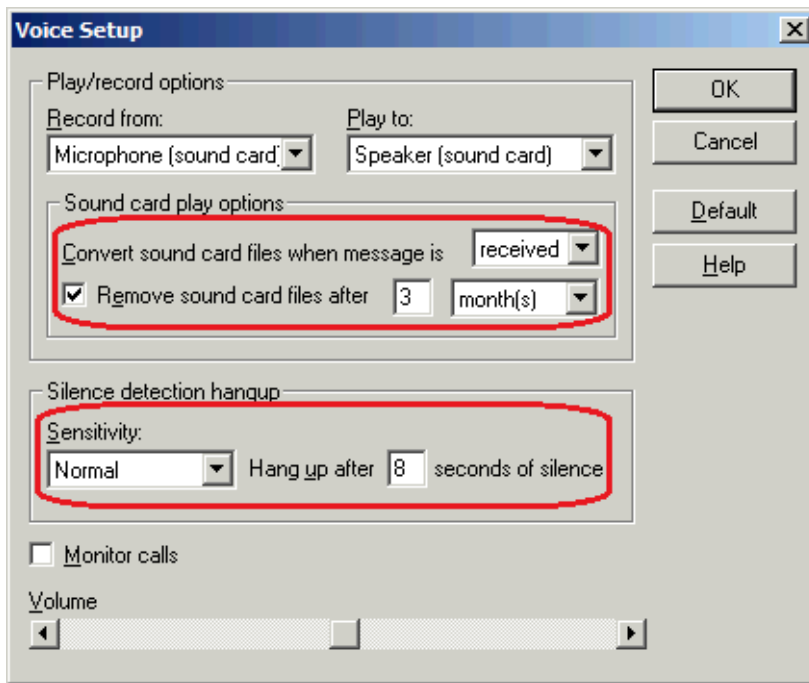 Voice Setup
Play/record options
OK
Record from: Play to:
Microphone (sound card) Speaker (sound card)
Cancel
Sound card play options
Default
Convert sound card files when message is received
Help
Remove sound card files after 3 month(s)
Silence detection hangup
Sensitivity:
Normal Hang up after 8 seconds of silence
Monitor calls
Volume